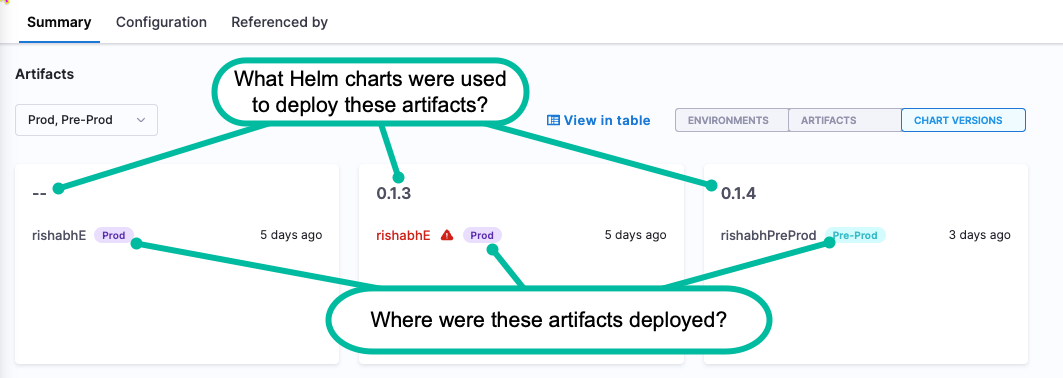 Summary Configuration Referenced by
Artifacts
What Helm charts were used
to deploy these artifacts?
Prod, Pre-Prod
View in table
ENVIRONMENTS ARTIFACTS CHART VERSIONS
-- 0.1.3 0.1.4
rishabhE Prod 5 days ago rishabhE Prod 5 days ago rishabhPreProd Pre-Prod 3 days ago
Where were these artifacts deployed?